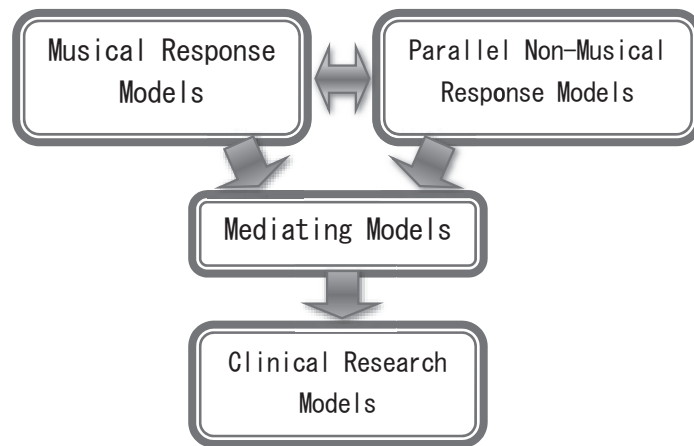 Musical Response
Models
Parallel Non-Musical
Response Models
Mediating Models
Clinical Research
Models